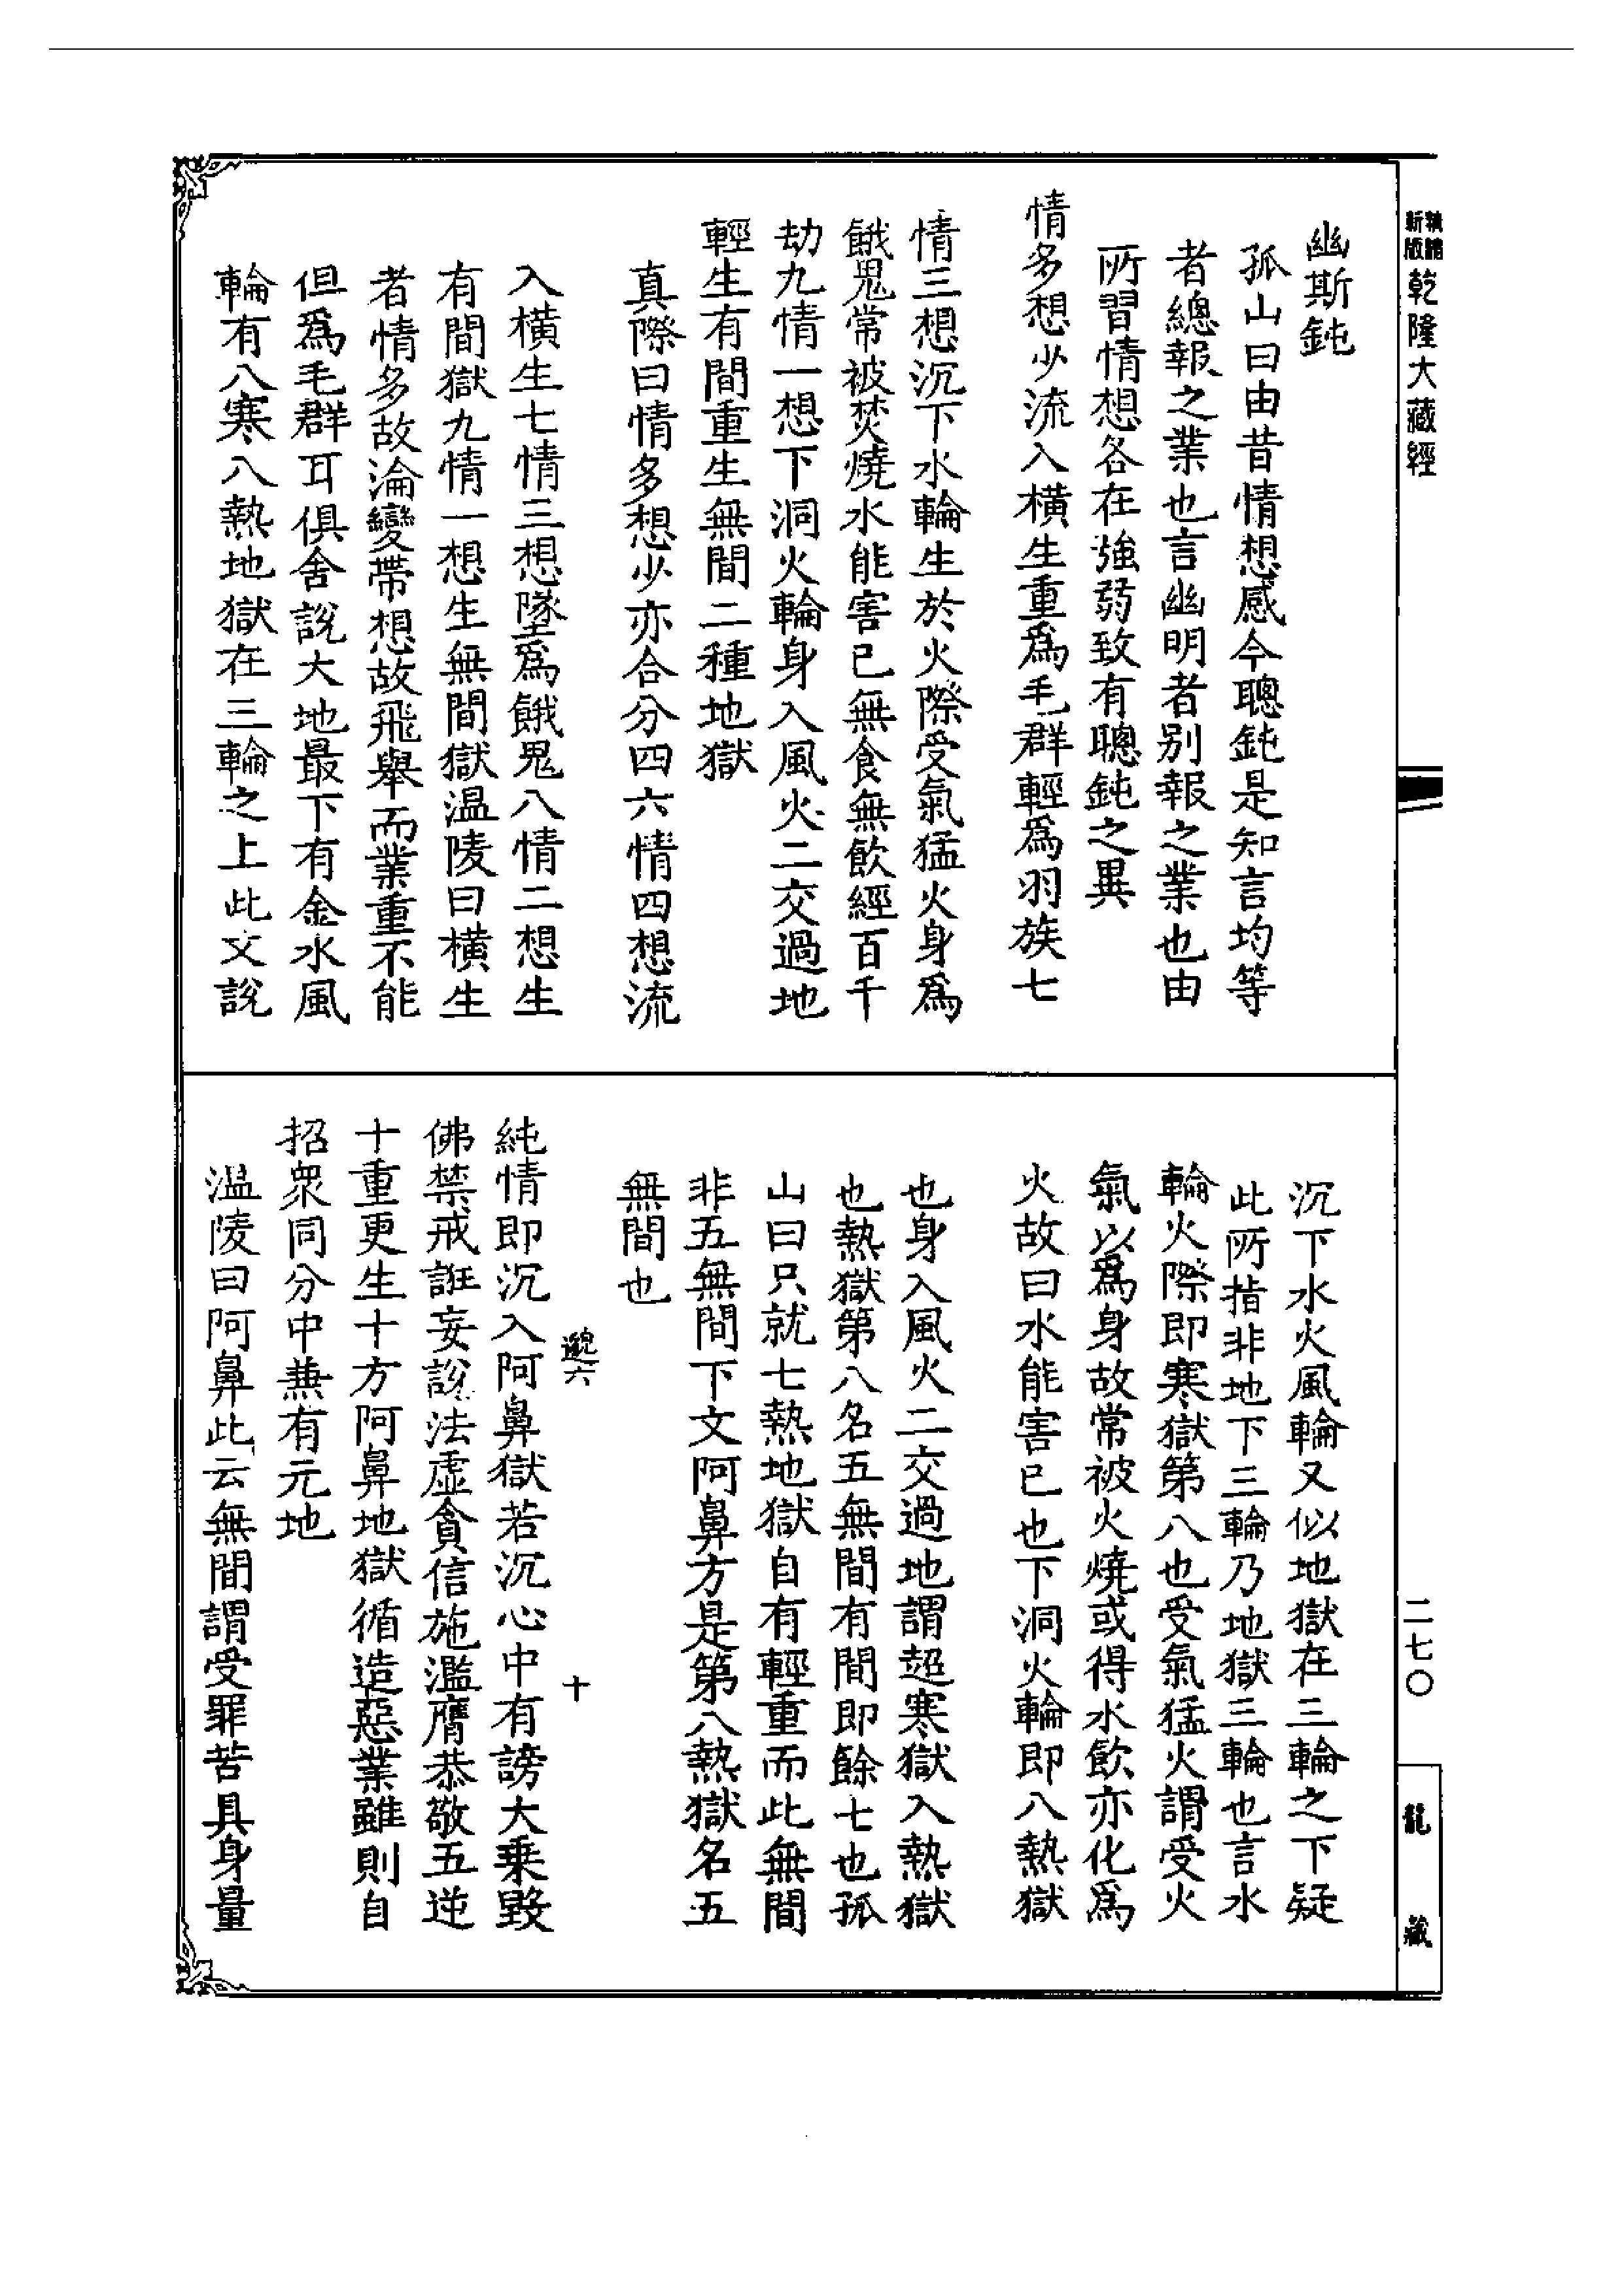 精體
新版
乾隆大藏經
二七〇
龍藏
幽斯鈍
孤山曰由昔情想感今聰鈍是知言均等
者總報之業也言幽明者别報之業也由
所習情想各在強弱致有聰鈍之異
情多想少流入橫生重爲毛群輕爲羽族七
情三想沉下水輪生於火際受氣猛火身爲
餓鬼常被焚燒水能害已無食無飲經百千
劫九情一想下洞火輪身入風火二交過地
輕生有間重生無間二種地獄
真際曰情多想少亦合分四六情四想流
入橫生七情三想墜爲餓鬼八情二想生
有間獄九情一想生無間獄温陵曰橫生
者情多故淪變帶想故飛舉而業重不能
但爲毛群耳俱舍說大地最下有金水風
輪有八寒八熱地獄在三輪之上此文說
沉下水火風輪又似地獄在三輪之下疑
此所指非地下三輪乃地獄三輪也言水
輪火際即寒獄第八也受氣猛火謂受火
氣以爲身故常被火燒或得水飲亦化爲
火故曰水能害已也下洞火輪即八熱獄
也身入風火二交過地謂超寒獄入熱獄
也熱獄第八名五無間有間即餘七也孤
山曰只就七熱地獄自有輕重而此無間
非五無間下文阿鼻方是第八熱獄名五
無間也
邈六 十
純情即沉入阿鼻獄若沉心中有謗大乗毀
佛禁戒誑妄說法虚貪信施濫膺恭敬五逆
十重更生十方阿鼻地獄循造惡業雖則自
招衆同分中兼有元地
温陵曰阿鼻此云無間謂受罪苦具身量